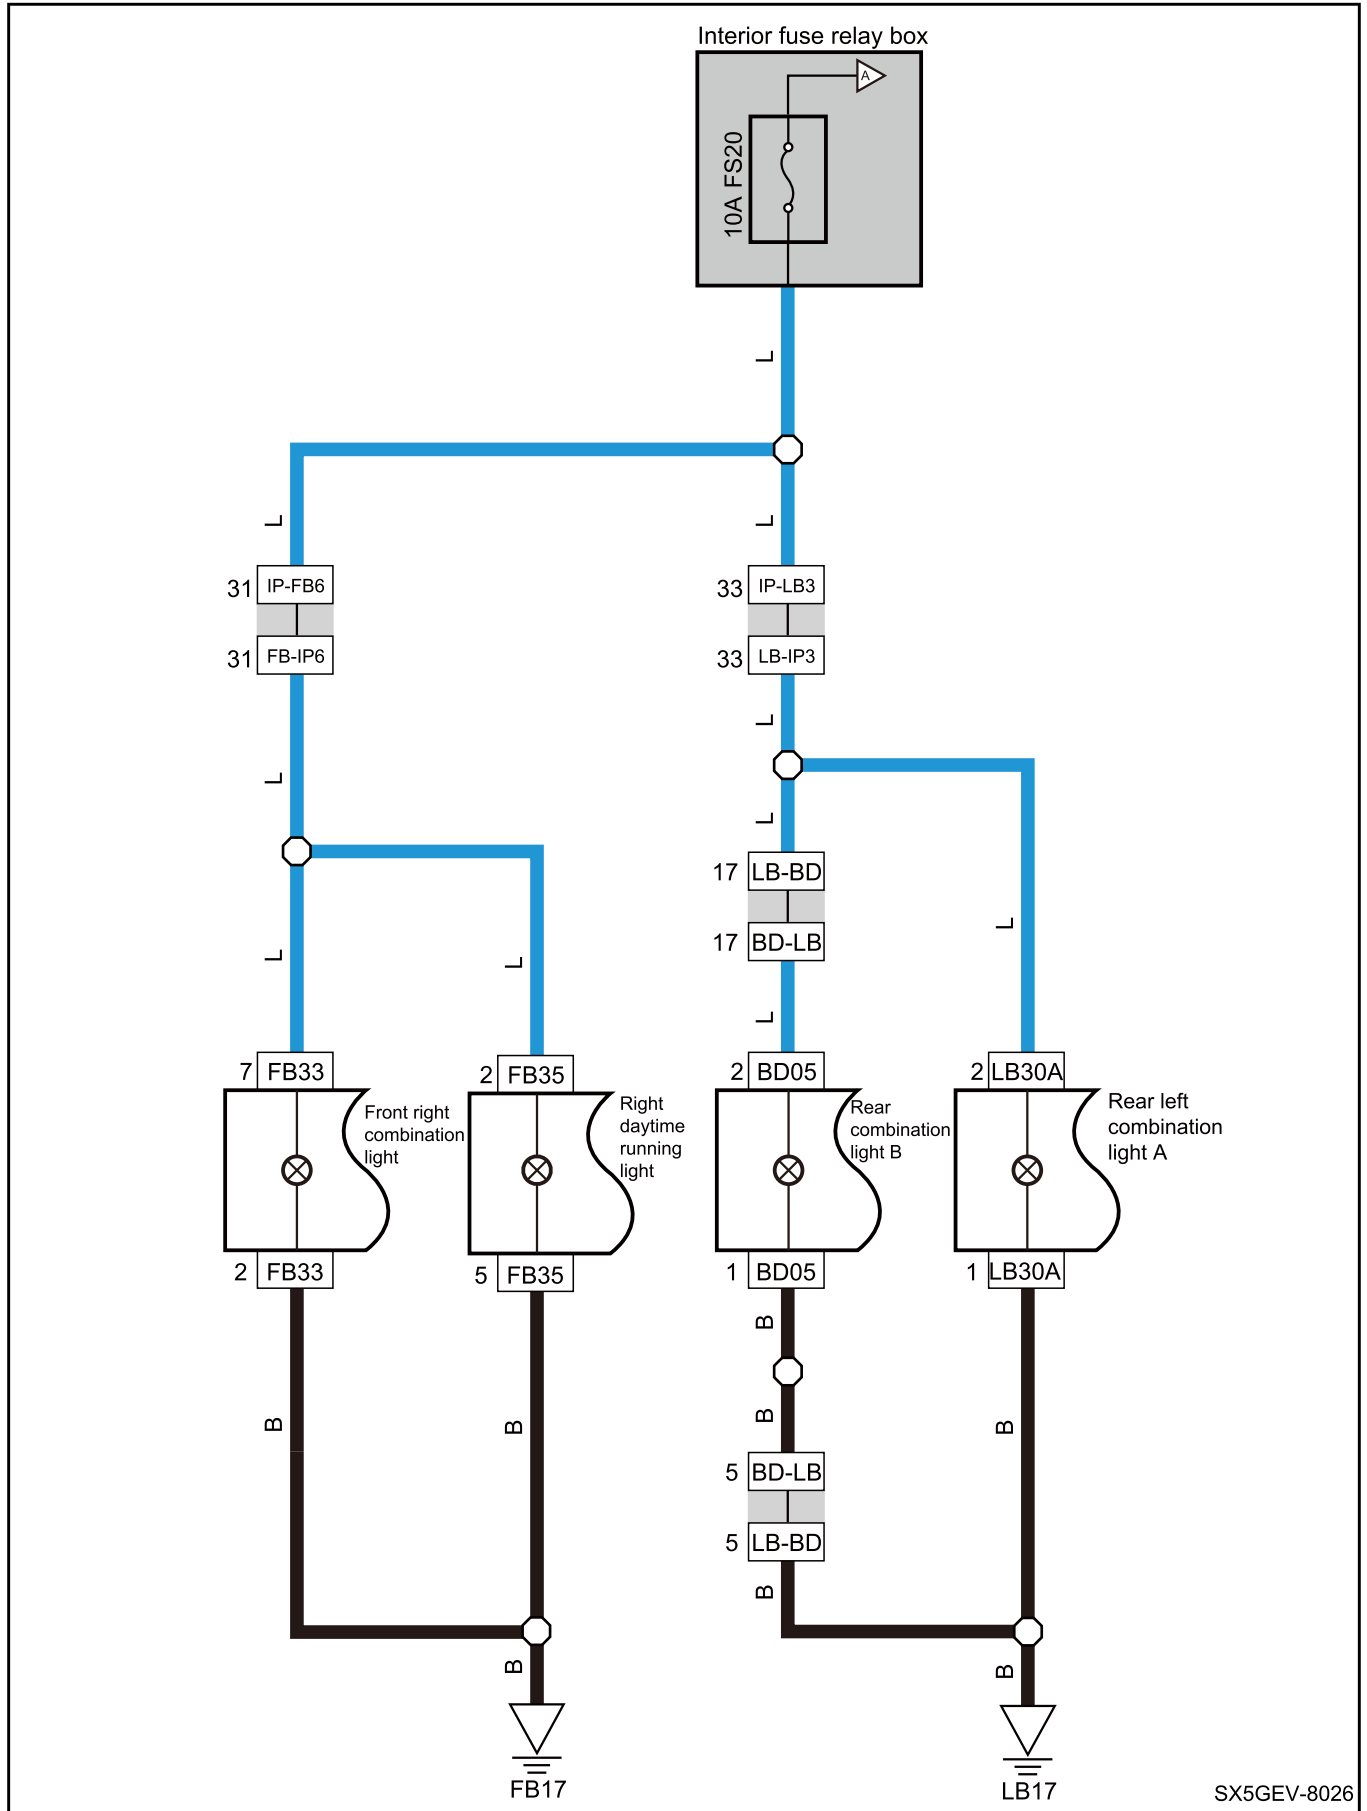 Interior fuse relay box
A
10A FS20
L
L
L
31 IP-FB6
33 IP-LB3
31 FB-IP6
33 LB-IP3
L
L
L
17 LB-BD
17 BD-LB
L
L
L
L
7 FB33
2 FB35
2 BD05
2 LB30A
Front right
combination
light
Right
daytime
running
light
Rear
combination
light B
Rear left
combination
light A
2 FB33
5 FB35
1 BD05
1 LB30A
B
B
B
B
B
5 BD-LB
5 LB-BD
B
B
B
FB17
LB17
SX5GEV-8026